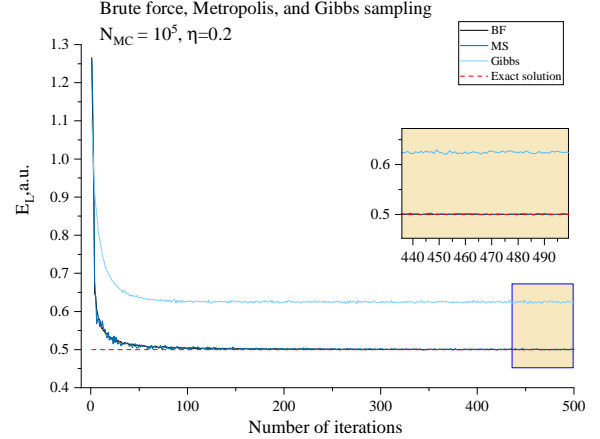 Brute force, Metropolis, and Gibbs sampling
N_MC = 10^5, η=0.2
BF
MS
Gibbs
Exact solution
1.3
1.2
1.1
1.0
0.9
0.8
0.7
0.6
0.5
0.4
E_L,a.u.
0.6
0.5
440 450 460 470 480 490
0 100 200 300 400 500
Number of iterations